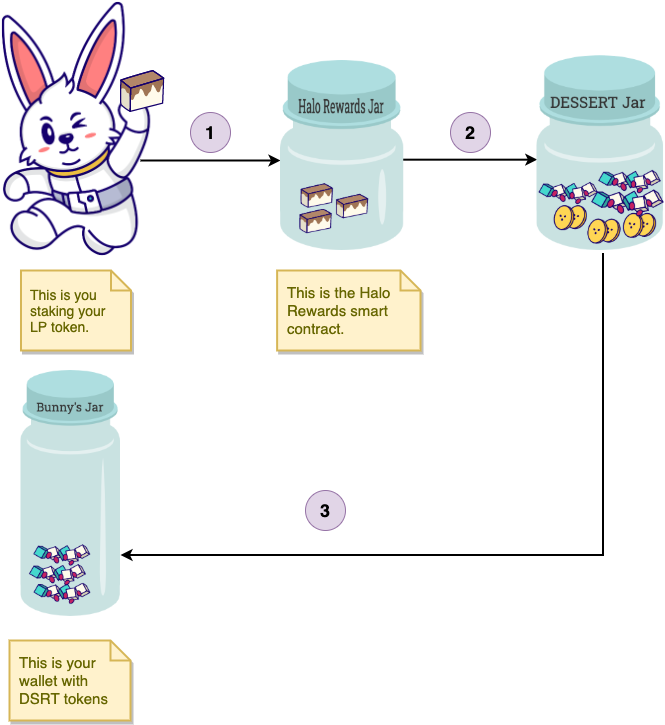 1
Halo Rewards Jar
2
DESSERT Jar
This is you
staking your
LP token.
This is the Halo
Rewards smart
contract.
Bunny's Jar
3
This is your
wallet with
DSRT tokens